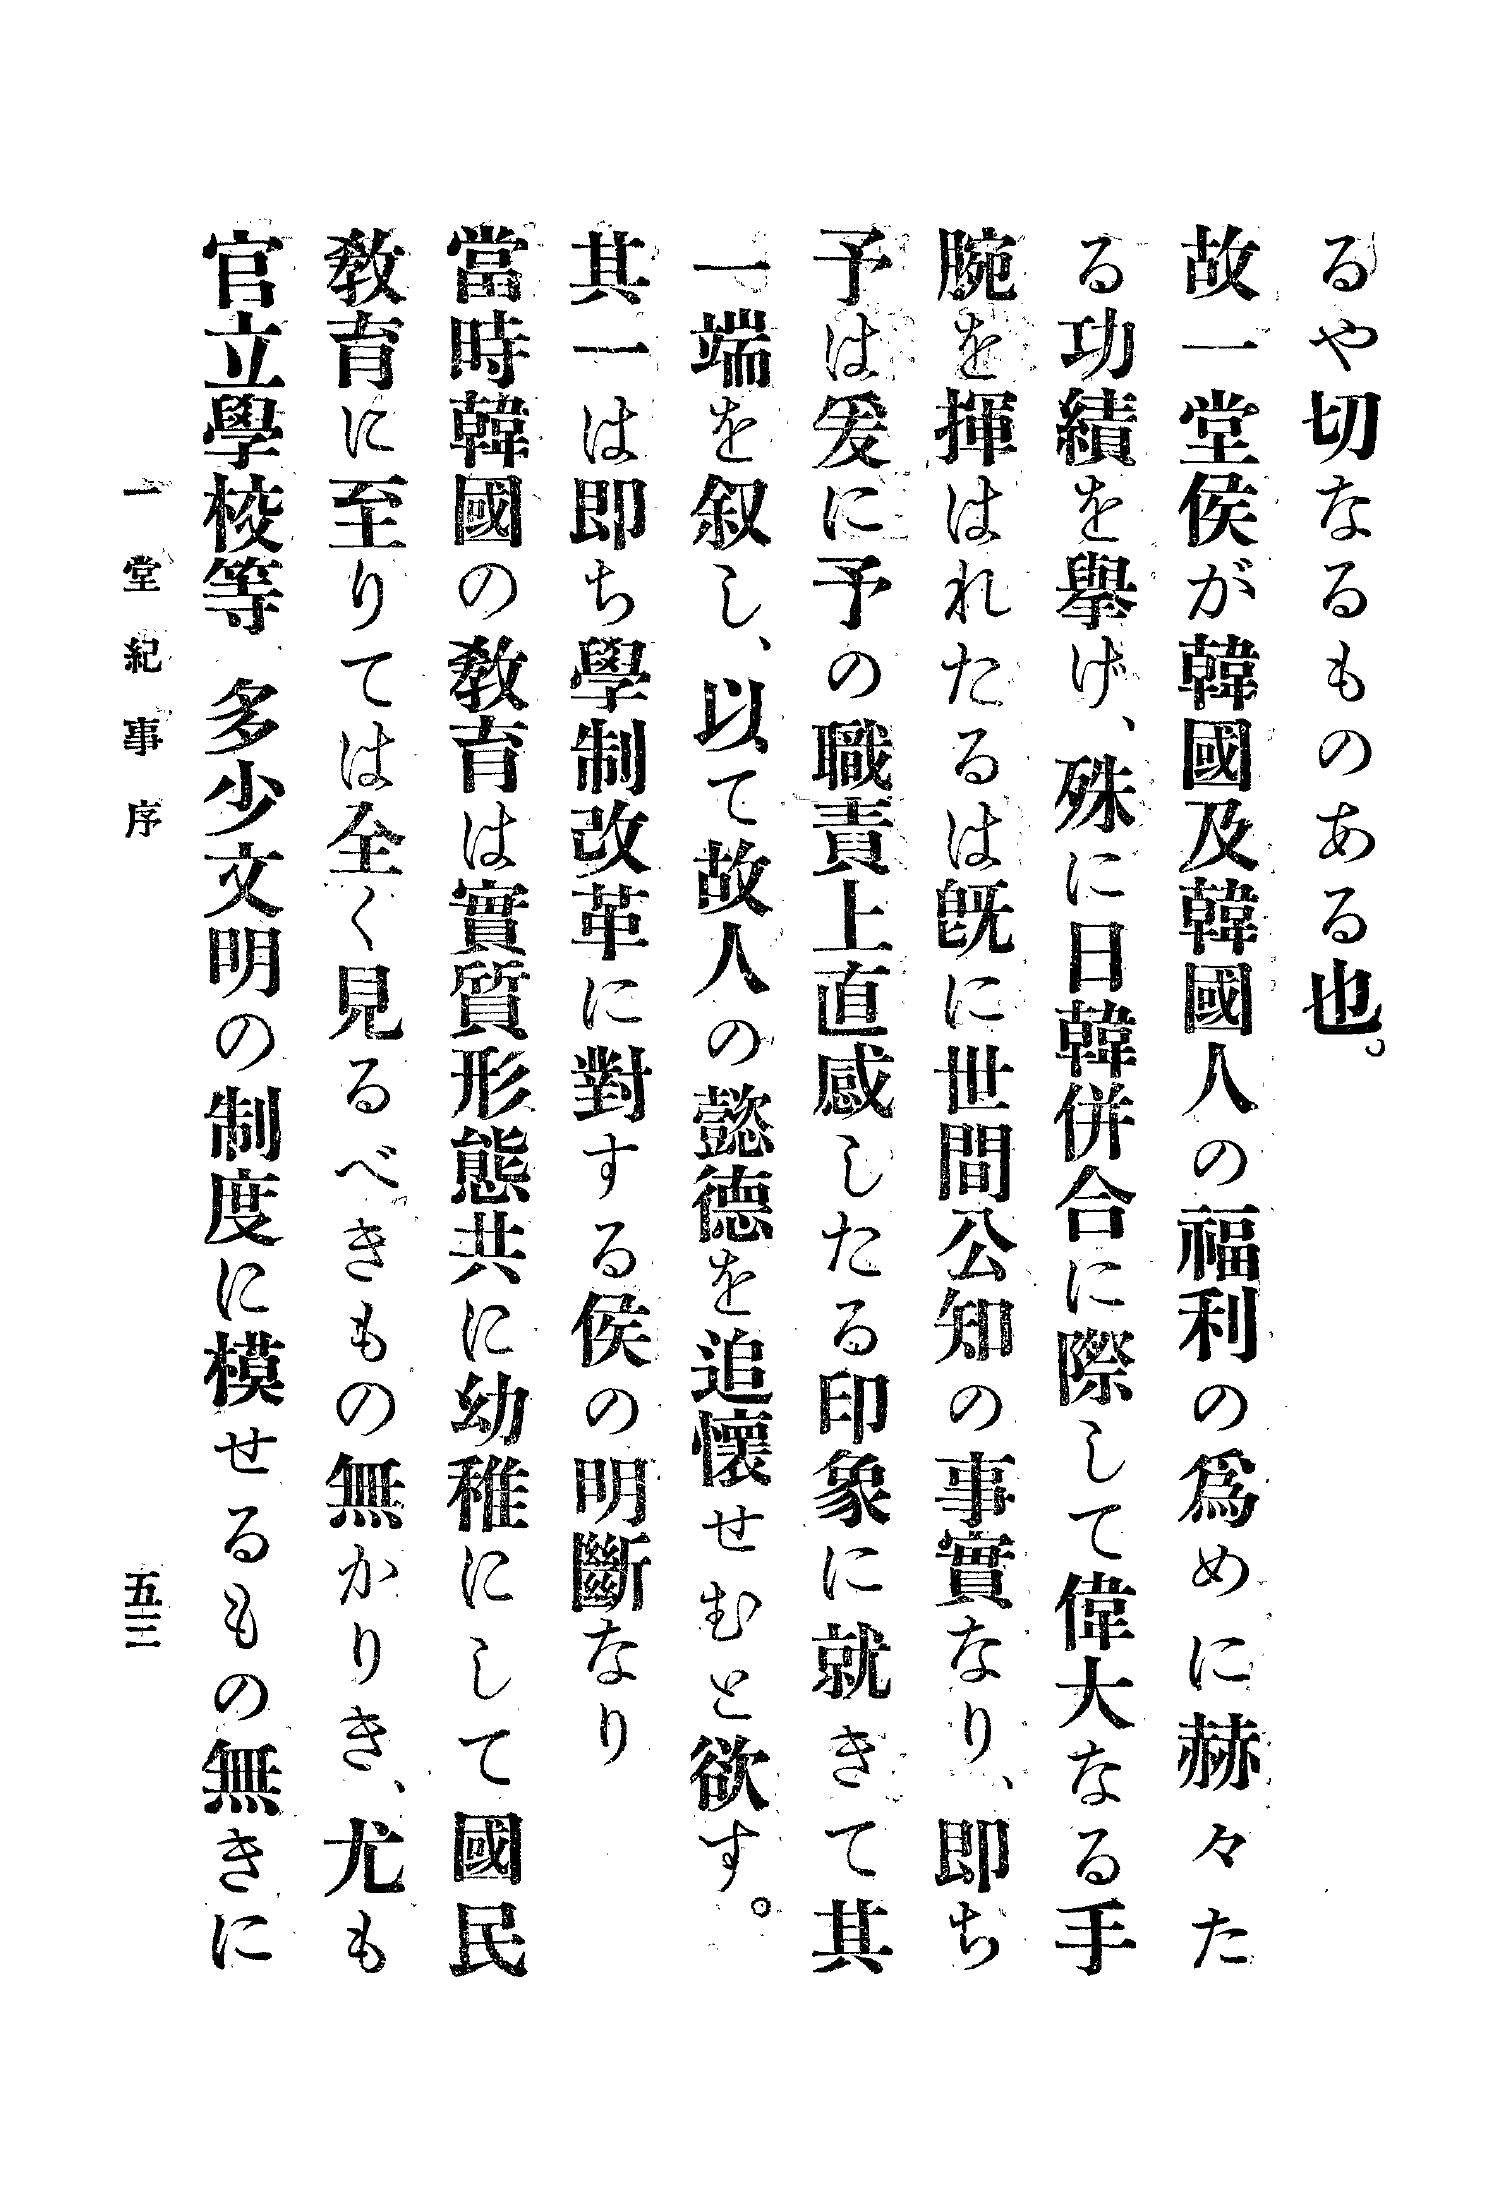 るや切なるものある也。
故一堂侯が韓國及韓國人の福利の爲めに赫々た
る功績を擧げ、殊に日韓併合に際して偉大なる手
腕を揮はれたるは既に世間公知の事實なり、即ち
予は爰に予の職責上直感したる印象に就きて其
一端を叙し、以て故人の懿德を追懷せむと欲す。
其一は即ち學制改革に對する侯の明斷なり
當時韓國の教育は實質形態共に幼稚にして國民
教育に至りては全く見るべきもの無かりき、尤も
官立學校等多少文明の制度に模せるもの無きに
一堂紀事序
五三